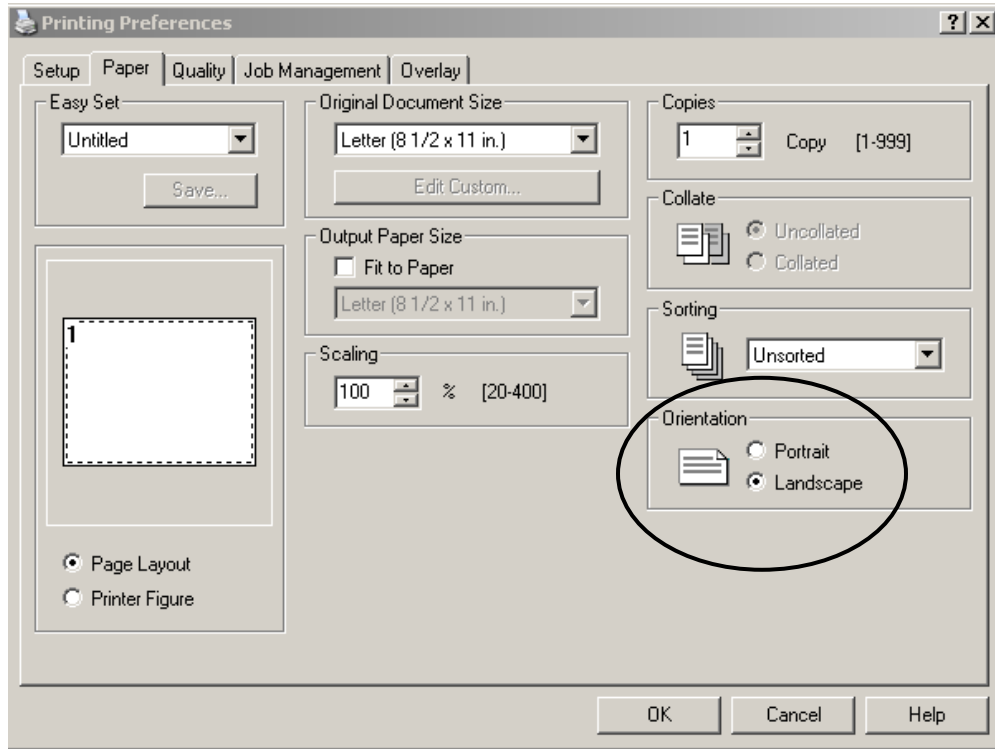 Printing Preferences
Setup Paper Quality Job Management Overlay
Easy Set
Untitled
Save...
1
Page Layout
Printer Figure
Original Document Size
Letter (8 1/2 x 11 in.)
Edit Custom...
Output Paper Size
Fit to Paper
Letter (8 1/2 x 11 in.)
Scaling
100 % [20-400]
Copies
1 Copy [1-999]
Collate
Uncollated
Collated
Sorting
Unsorted
Orientation
Portrait
Landscape
OK Cancel Help